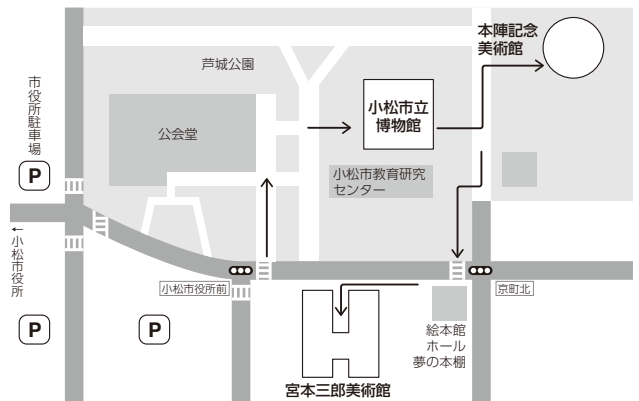 本陣記念
美術館
芦城公園
小松市立
博物館
市役所駐車場
公会堂
P
小松市教育研究
センター
←小松市役所
小松市役所前
京町北
P
P
絵本館
ホール
夢の本棚
宮本三郎美術館